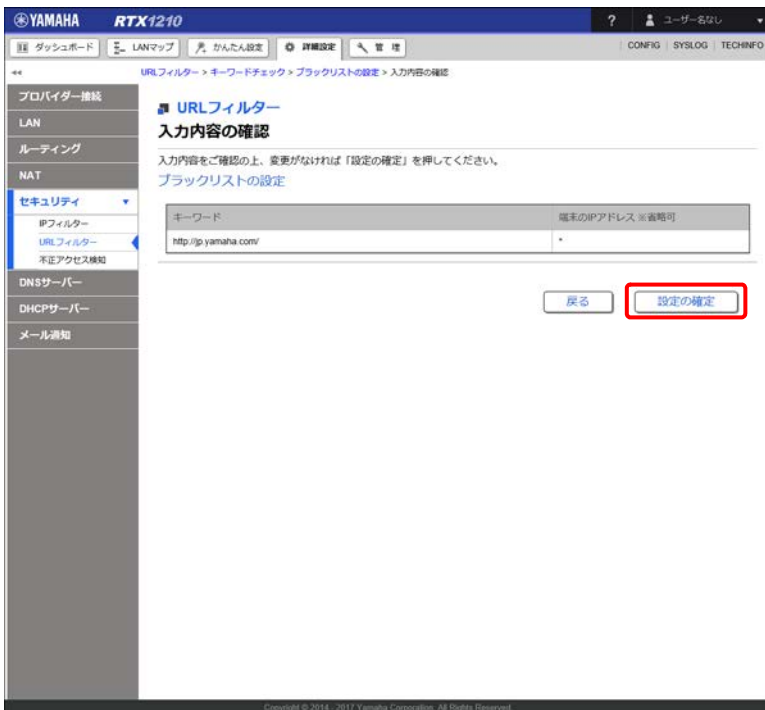 YAMAHA RTX1210 ? ユーザー名なし
ダッシュボード LANマップ かんたん設定 詳細設定 管理 CONFIG SYSLOG TECHINFO
URLフィルター > キーワードチェック > ブラックリストの設定 > 入力内容の確認
プロバイダー接続
LAN
ルーティング
NAT
セキュリティ
IPフィルター
URLフィルター
不正アクセス検知
DNSサーバー
DHCPサーバー
メール通知
URLフィルター
入力内容の確認
入力内容をご確認の上、変更がなければ「設定の確定」を押してください。
ブラックリストの設定
キーワード 端末のIPアドレス ※省略可
http://jp.yamaha.com/ *
戻る 設定の確定
Copyright © 2014 - 2017 Yamaha Corporation. All Rights Reserved.